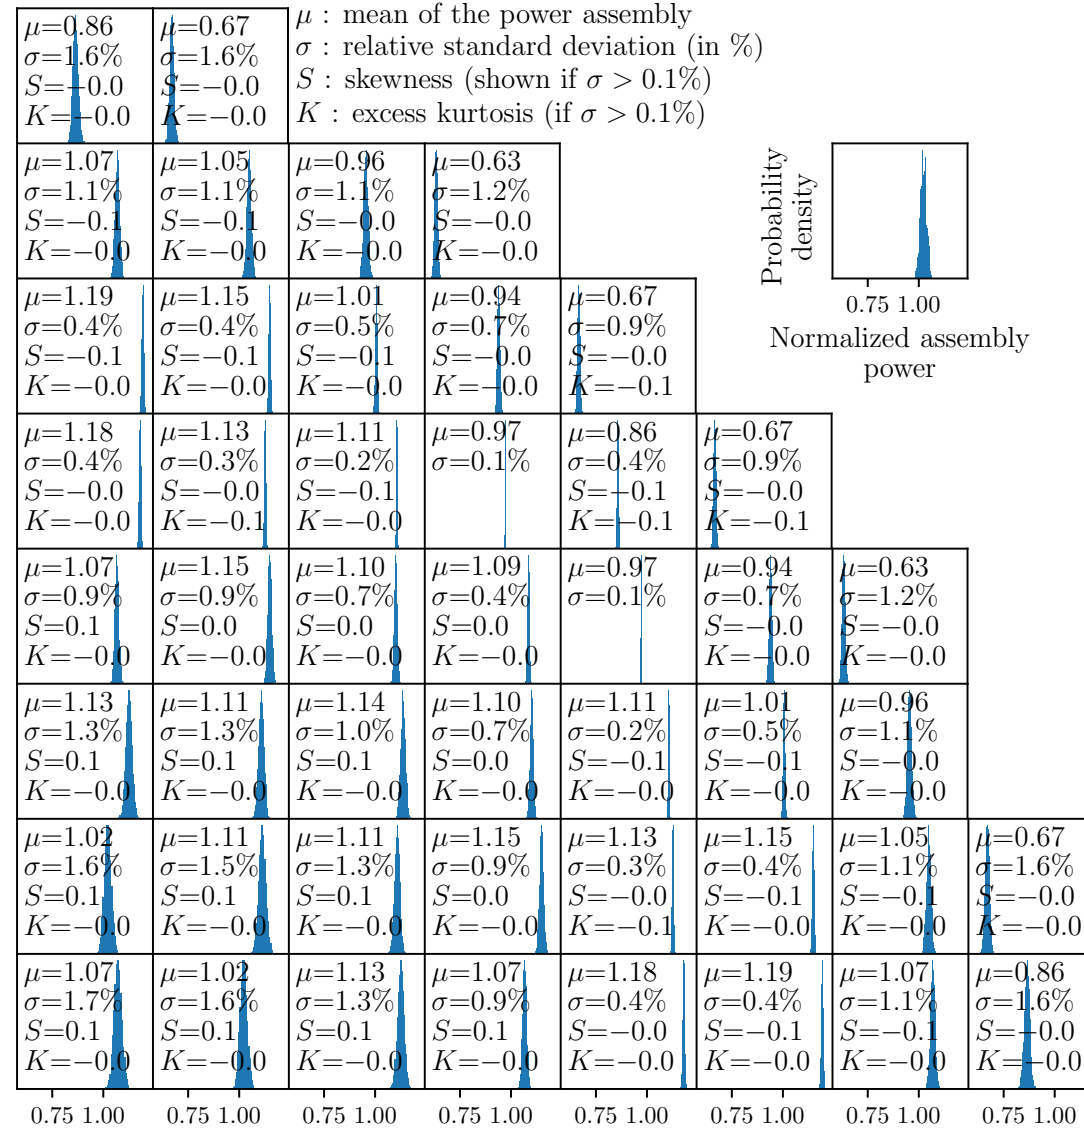 μ=0.86 μ=0.67 μ : mean of the power assembly
σ=1.6% σ=1.6% σ : relative standard deviation (in %)
S=−0.0 S=−0.0 S : skewness (shown if σ > 0.1%)
K=−0.0 K=−0.0 K : excess kurtosis (if σ > 0.1%)
μ=1.07 μ=1.05 μ=0.96 μ=0.63
σ=1.1% σ=1.1% σ=1.1% σ=1.2%
S=−0.1 S=−0.1 S=−0.0 S=−0.0
K=−0.0 K=−0.0 K=−0.0 K=−0.0
Probability
density
0.75 1.00
Normalized assembly
power
μ=1.19 μ=1.15 μ=1.01 μ=0.94 μ=0.67
σ=0.4% σ=0.4% σ=0.5% σ=0.7% σ=0.9%
S=−0.1 S=−0.1 S=−0.1 S=−0.0 S=−0.0
K=−0.0 K=−0.0 K=−0.0 K=−0.0 K=−0.1
μ=1.18 μ=1.13 μ=1.11 μ=0.97 μ=0.86 μ=0.67
σ=0.4% σ=0.3% σ=0.2% σ=0.1% σ=0.4% σ=0.9%
S=−0.0 S=−0.0 S=−0.1 S=−0.1 S=−0.0
K=−0.0 K=−0.1 K=−0.0 K=−0.1 K=−0.1
μ=1.07 μ=1.15 μ=1.10 μ=1.09 μ=0.97 μ=0.94 μ=0.63
σ=0.9% σ=0.9% σ=0.7% σ=0.4% σ=0.1% σ=0.7% σ=1.2%
S=0.1 S=0.0 S=0.0 S=0.0 S=−0.0 S=−0.0
K=−0.0 K=−0.0 K=−0.0 K=−0.0 K=−0.0 K=−0.0
μ=1.13 μ=1.11 μ=1.14 μ=1.10 μ=1.11 μ=1.01 μ=0.96
σ=1.3% σ=1.3% σ=1.0% σ=0.7% σ=0.2% σ=0.5% σ=1.1%
S=0.1 S=0.1 S=0.1 S=0.0 S=−0.1 S=−0.1 S=−0.0
K=−0.0 K=−0.0 K=−0.0 K=−0.0 K=−0.0 K=−0.0 K=−0.0
μ=1.02 μ=1.11 μ=1.11 μ=1.15 μ=1.13 μ=1.15 μ=1.05 μ=0.67
σ=1.6% σ=1.5% σ=1.3% σ=0.9% σ=0.3% σ=0.4% σ=1.1% σ=1.6%
S=0.1 S=0.1 S=0.1 S=0.0 S=−0.0 S=−0.1 S=−0.1 S=−0.0
K=−0.0 K=−0.0 K=−0.0 K=−0.0 K=−0.1 K=−0.0 K=−0.0 K=−0.0
μ=1.07 μ=1.02 μ=1.13 μ=1.07 μ=1.18 μ=1.19 μ=1.07 μ=0.86
σ=1.7% σ=1.6% σ=1.3% σ=0.9% σ=0.4% σ=0.4% σ=1.1% σ=1.6%
S=0.1 S=0.1 S=0.1 S=0.1 S=−0.0 S=−0.1 S=−0.1 S=−0.0
K=−0.0 K=−0.0 K=−0.0 K=−0.0 K=−0.0 K=−0.0 K=−0.0 K=−0.0
0.75 1.00 0.75 1.00 0.75 1.00 0.75 1.00 0.75 1.00 0.75 1.00 0.75 1.00 0.75 1.00